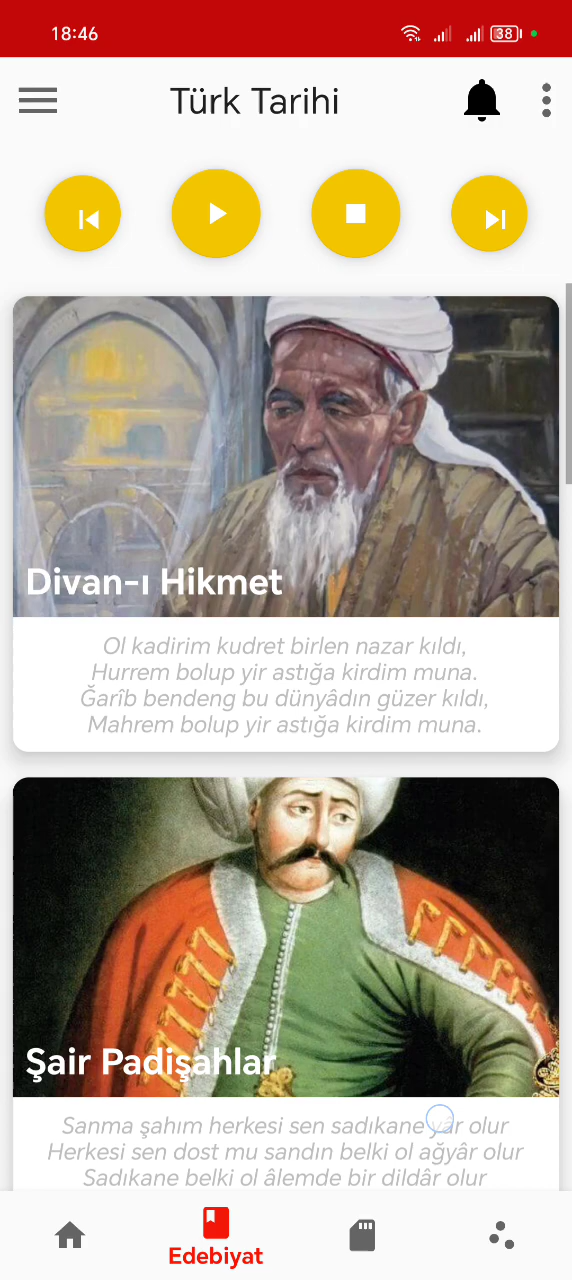 18:46
38
Türk Tarihi
Divan-ı Hikmet
Ol kadirim kudret birlen nazar kıldı,
Hurrem bolup yir astığa kirdim muna.
Ğarîb bendeng bu dünyâdın güzer kıldı,
Mahrem bolup yir astığa kirdim muna.
Şair Padişahlar
Sanma şahım herkesi sen sadıkane yâr olur
Herkesi sen dost mu sandın belki ol ağyâr olur
Sadıkane belki ol âlemde bir dildâr olur
Edebiyat